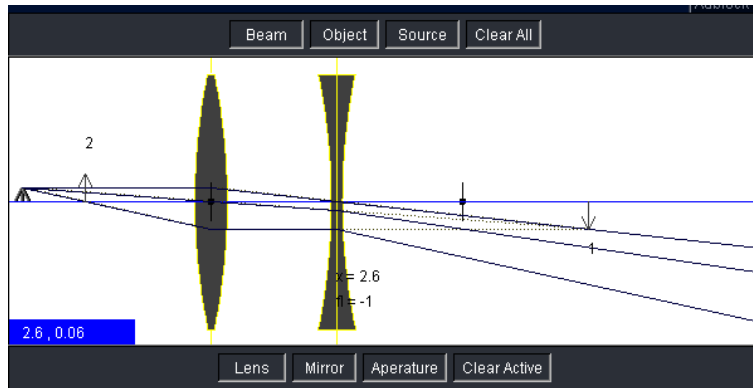 Beam Object Source Clear All
2
1
x = 2.6
fl = -1
2.6 , 0.06
Lens Mirror Aperature Clear Active